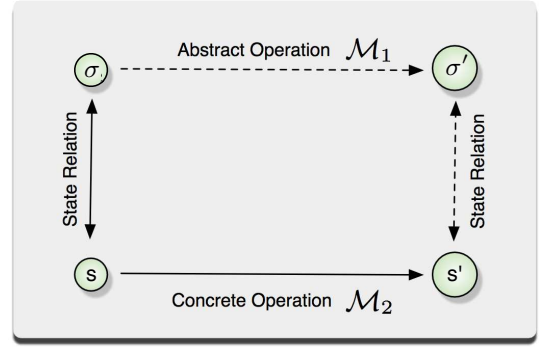 Abstract Operation M₁
σ σ′
State Relation
State Relation
s s'
Concrete Operation M₂